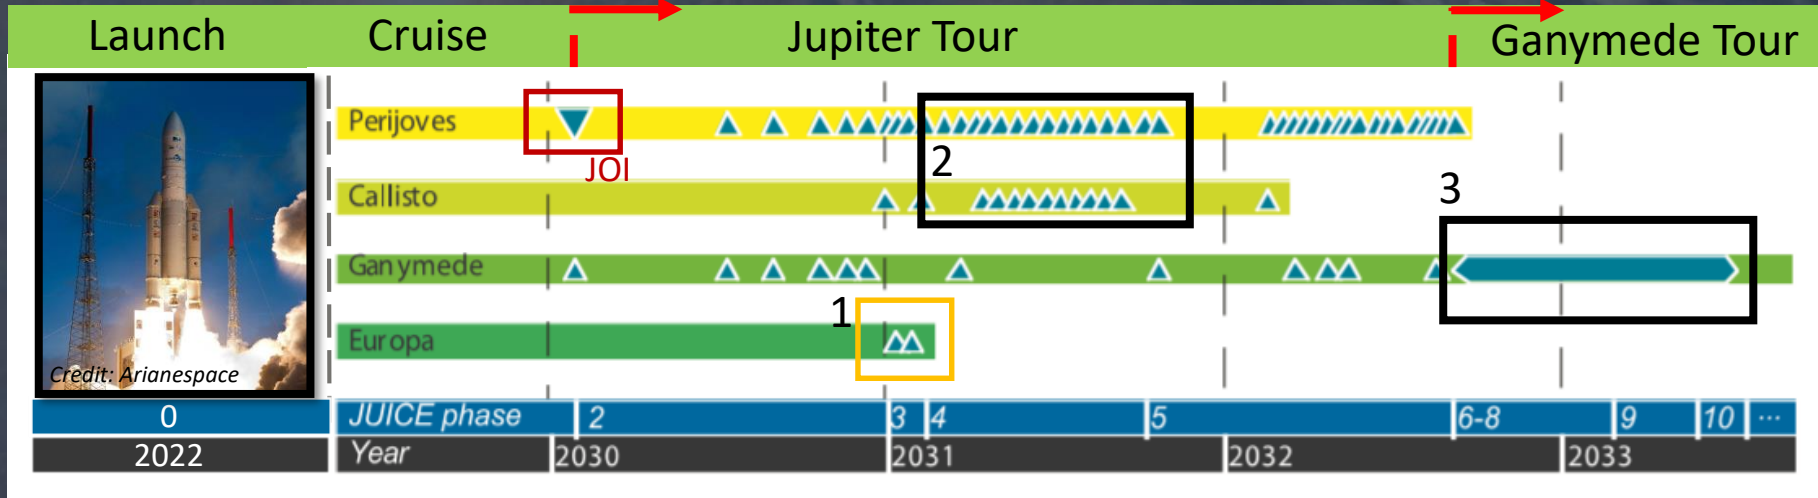 Launch
Cruise
Jupiter Tour
Ganymede Tour
Perijoves
JOI
2
Callisto
3
Ganymede
1
Europa
Credit: Arianespace
0
JUICE phase
2
3
4
5
6-8
9
10
...
2022
Year
2030
2031
2032
2033